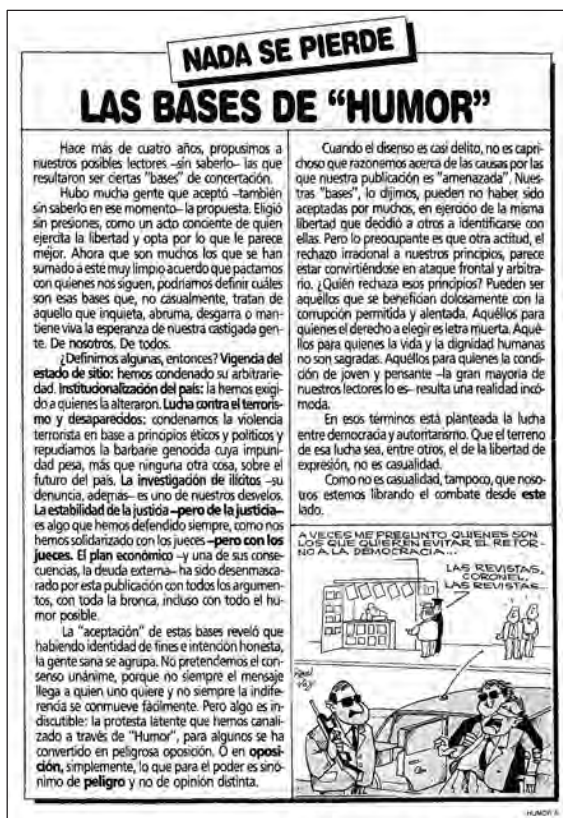 NADA SE PIERDE
LAS BASES DE "HUMOR"
Hace más de cuatro años, propusimos a
nuestros posibles lectores –sin saberlo– las que
resultaron ser ciertas "bases" de concertación.
Hubo mucha gente que aceptó –también
sin saberlo en ese momento– la propuesta. Eligió
sin presiones, como un acto conciente de quien
ejercita la libertad y opta por lo que le parece
mejor. Ahora que son muchos los que se han
sumado a este muy limpio acuerdo que pactamos
con quienes nos siguen, podríamos definir cuáles
son esas bases que, no casualmente, tratan de
aquello que inquieta, abruma, desgarra o man-
tiene viva la esperanza de nuestra castigada gen-
te. De nosotros. De todos.
¿Definimos algunas, entonces? Vigencia del
estado de sitio: hemos condenado su arbitrarie-
dad. Institucionalización del país: la hemos exigi-
do a quienes la alteraron. Lucha contra el terroris-
mo y desaparecidos: condenamos la violencia
terrorista en base a principios éticos y políticos y
repudiamos la barbarie genocida cuya impuni-
dad pesa, más que ninguna otra cosa, sobre el
futuro del país. La investigación de ilícitos –su
denuncia, además– es uno de nuestros desvelos.
La estabilidad de la justicia –pero de la justicia–
es algo que hemos defendido siempre, como nos
hemos solidarizado con los jueces –pero con los
jueces. El plan económico –y una de sus conse-
cuencias, la deuda externa– ha sido desenmasca-
rado por esta publicación con todos los argumen-
tos, con toda la bronca, incluso con todo el hu-
mor posible.
La "aceptación" de estas bases reveló que
habiendo identidad de fines e intención honesta,
la gente sana se agrupa. No pretendemos el con-
senso unánime, porque no siempre el mensaje
llega a quien uno quiere y no siempre la indife-
rencia se conmueve fácilmente. Pero algo es in-
discutible: la protesta latente que hemos canali-
zado a través de "Humor", para algunos se ha
convertido en peligrosa oposición. O en oposi-
ción, simplemente, lo que para el poder es sinó-
nimo de peligro y no de opinión distinta.
Cuando el disenso es casi delito, no es capri-
choso que razonemos acerca de las causas por las
que nuestra publicación es "amenazada". Nues-
tras "bases", lo dijimos, pueden no haber sido
aceptadas por muchos, en ejercicio de la misma
libertad que decidió a otros a identificarse con
ellas. Pero lo preocupante es que otra actitud, el
rechazo irracional a nuestros principios, parece
estar convirtiéndose en ataque frontal y arbitra-
rio. ¿Quién rechaza esos principios? Pueden ser
aquéllos que se benefician dolosamente con la
corrupción permitida y alentada. Aquéllos para
quienes el derecho a elegir es letra muerta. Aqué-
llos para quienes la vida y la dignidad humanas
no son sagradas. Aquéllos para quienes la condi-
ción de joven y pensante –la gran mayoría de
nuestros lectores lo es– resulta una realidad incó-
moda.
En esos términos está planteada la lucha
entre democracia y autoritarismo. Que el terreno
de esa lucha sea, entre otros, el de la libertad de
expresión, no es casualidad.
Como no es casualidad, tampoco, que noso-
tros estemos librando el combate desde este
lado.
A VECES ME PREGUNTO QUIENES SON
LOS QUE QUIEREN EVITAR EL RETOR-
NO A LA DEMOCRACIA...
LAS REVISTAS,
CORONEL,
LAS REVISTAS...
HUMOR